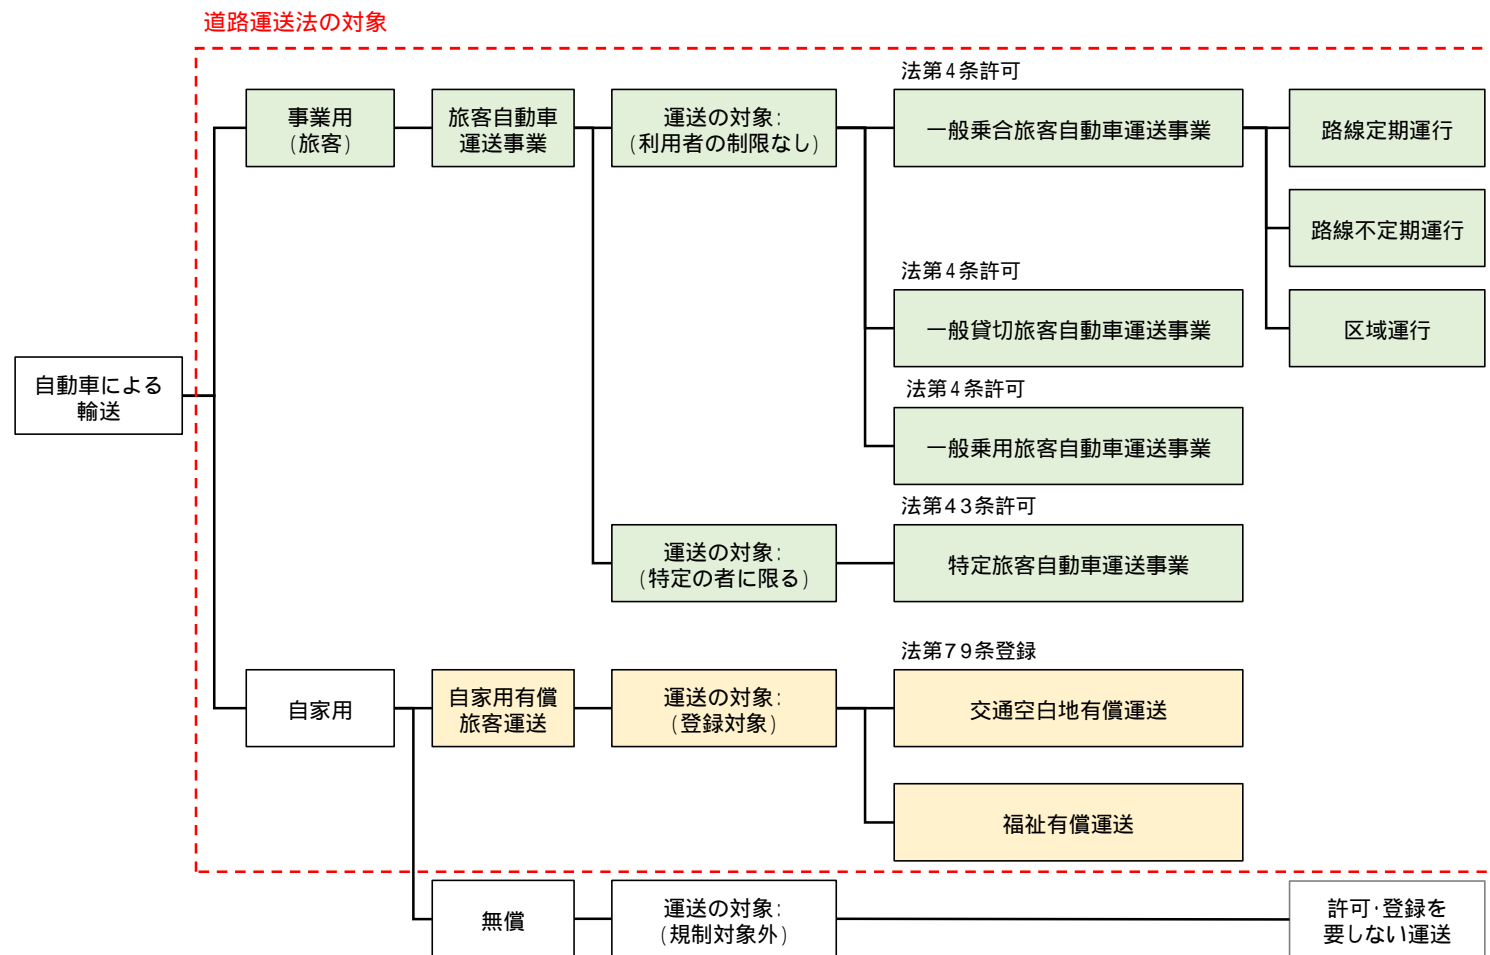 道路運送法の対象
法第4条許可
事業用
(旅客)
旅客自動車
運送事業
運送の対象:
(利用者の制限なし)
一般乗合旅客自動車運送事業
路線定期運行
路線不定期運行
法第4条許可
一般貸切旅客自動車運送事業
区域運行
自動車による
輸送
法第4条許可
一般乗用旅客自動車運送事業
法第43条許可
運送の対象:
(特定の者に限る)
特定旅客自動車運送事業
法第79条登録
自家用
自家用有償
旅客運送
運送の対象:
(登録対象)
交通空白地有償運送
福祉有償運送
無償
運送の対象:
(規制対象外)
許可・登録を
要しない運送